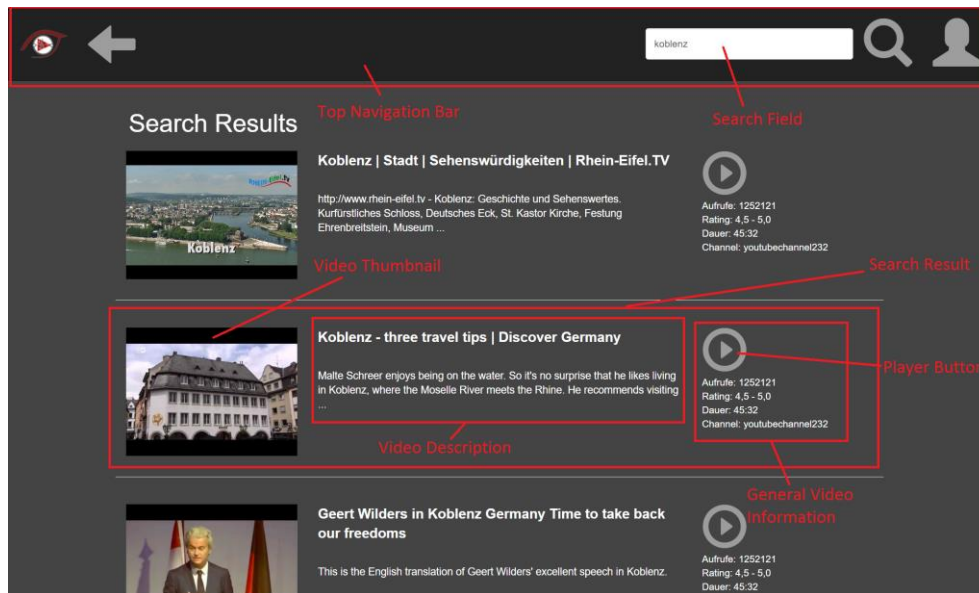 koblenz
Top Navigation Bar
Search Field
Search Results
Koblenz | Stadt | Sehenswürdigkeiten | Rhein-Eifel.TV
http://www.rhein-eifel.tv - Koblenz: Geschichte und Sehenswertes.
Kurfürstliches Schloss, Deutsches Eck, St. Kastor Kirche, Festung
Ehrenbreitstein, Museum ...
Koblenz
Aufrufe: 1252121
Rating: 4,5 - 5,0
Dauer: 45:32
Channel: youtubechannel232
Video Thumbnail
Search Result
Koblenz - three travel tips | Discover Germany
Malte Schreer enjoys being on the water. So it's no surprise that he likes living
in Koblenz, where the Moselle River meets the Rhine. He recommends visiting
...
Player Button
Aufrufe: 1252121
Rating: 4,5 - 5,0
Dauer: 45:32
Channel: youtubechannel232
Video Description
General Video
Information
Geert Wilders in Koblenz Germany Time to take back
our freedoms
This is the English translation of Geert Wilders' excellent speech in Koblenz.
Aufrufe: 1252121
Rating: 4,5 - 5,0
Dauer: 45:32